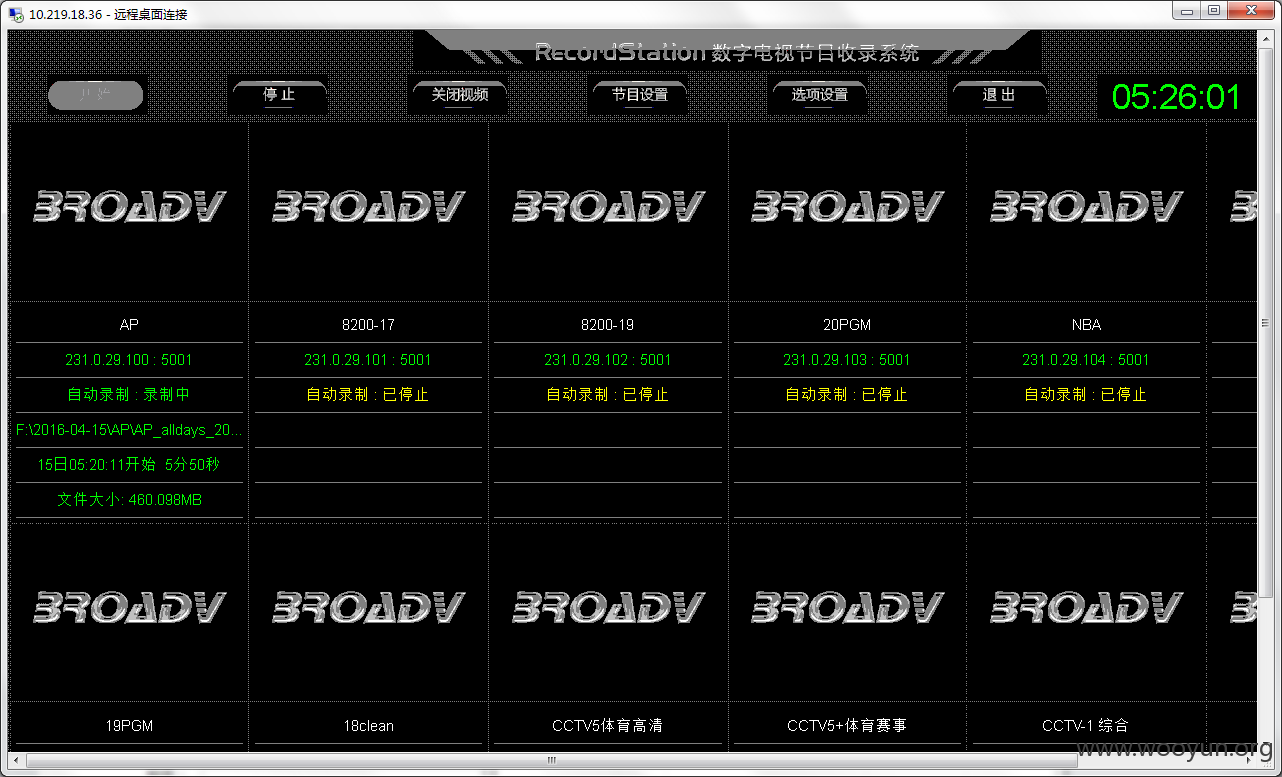 10.219.18.36 - 远程桌面连接
RecordStation 数字电视节目收录系统
开 始 停 止 关闭视频 节目设置 选项设置 退 出 05:26:01
BROADV BROADV BROADV BROADV BROADV
AP 8200-17 8200-19 20PGM NBA
231.0.29.100 : 5001 231.0.29.101 : 5001 231.0.29.102 : 5001 231.0.29.103 : 5001 231.0.29.104 : 5001
自动录制 : 录制中 自动录制 : 已停止 自动录制 : 已停止 自动录制 : 已停止 自动录制 : 已停止
F:\2016-04-15\AP\AP_alldays_20...
15日05:20:11开始 5分50秒
文件大小: 460.098MB
BROADV BROADV BROADV BROADV BROADV
19PGM 18clean CCTV5体育高清 CCTV5+体育赛事 CCTV-1 综合
www.wooyun.org